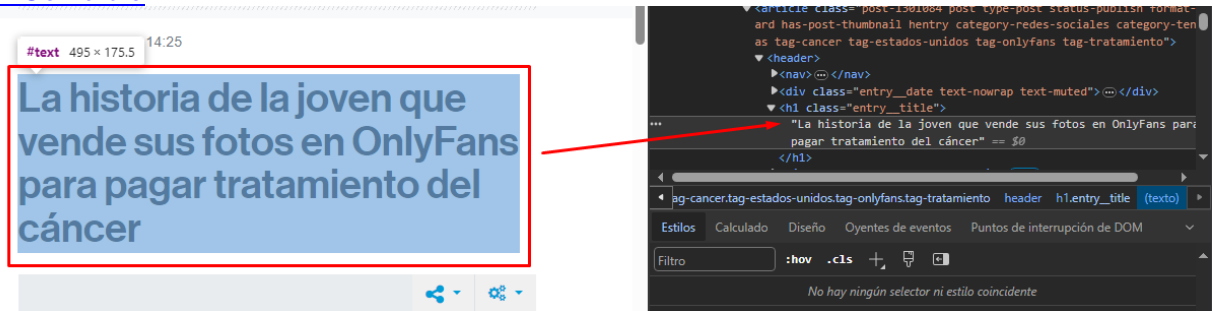 <article class="post-1301084 post type-post status-publish format-
ard has-post-thumbnail hentry category-redes-sociales category-ten
as tag-cancer tag-estados-unidos tag-onlyfans tag-tratamiento">
#text 495 × 175.5
14:25
<header>
<nav>…</nav>
<div class="entry__date text-nowrap text-muted">…</div>
<h1 class="entry__title">
La historia de la joven que
vende sus fotos en OnlyFans
para pagar tratamiento del
cáncer
"La historia de la joven que vende sus fotos en OnlyFans para
pagar tratamiento del cáncer" == $0
</h1>
ag-cancer.tag-estados-unidos.tag-onlyfans.tag-tratamiento header h1.entry__title (texto)
Estilos Calculado Diseño Oyentes de eventos Puntos de interrupción de DOM
Filtro :hov .cls
No hay ningún selector ni estilo coincidente